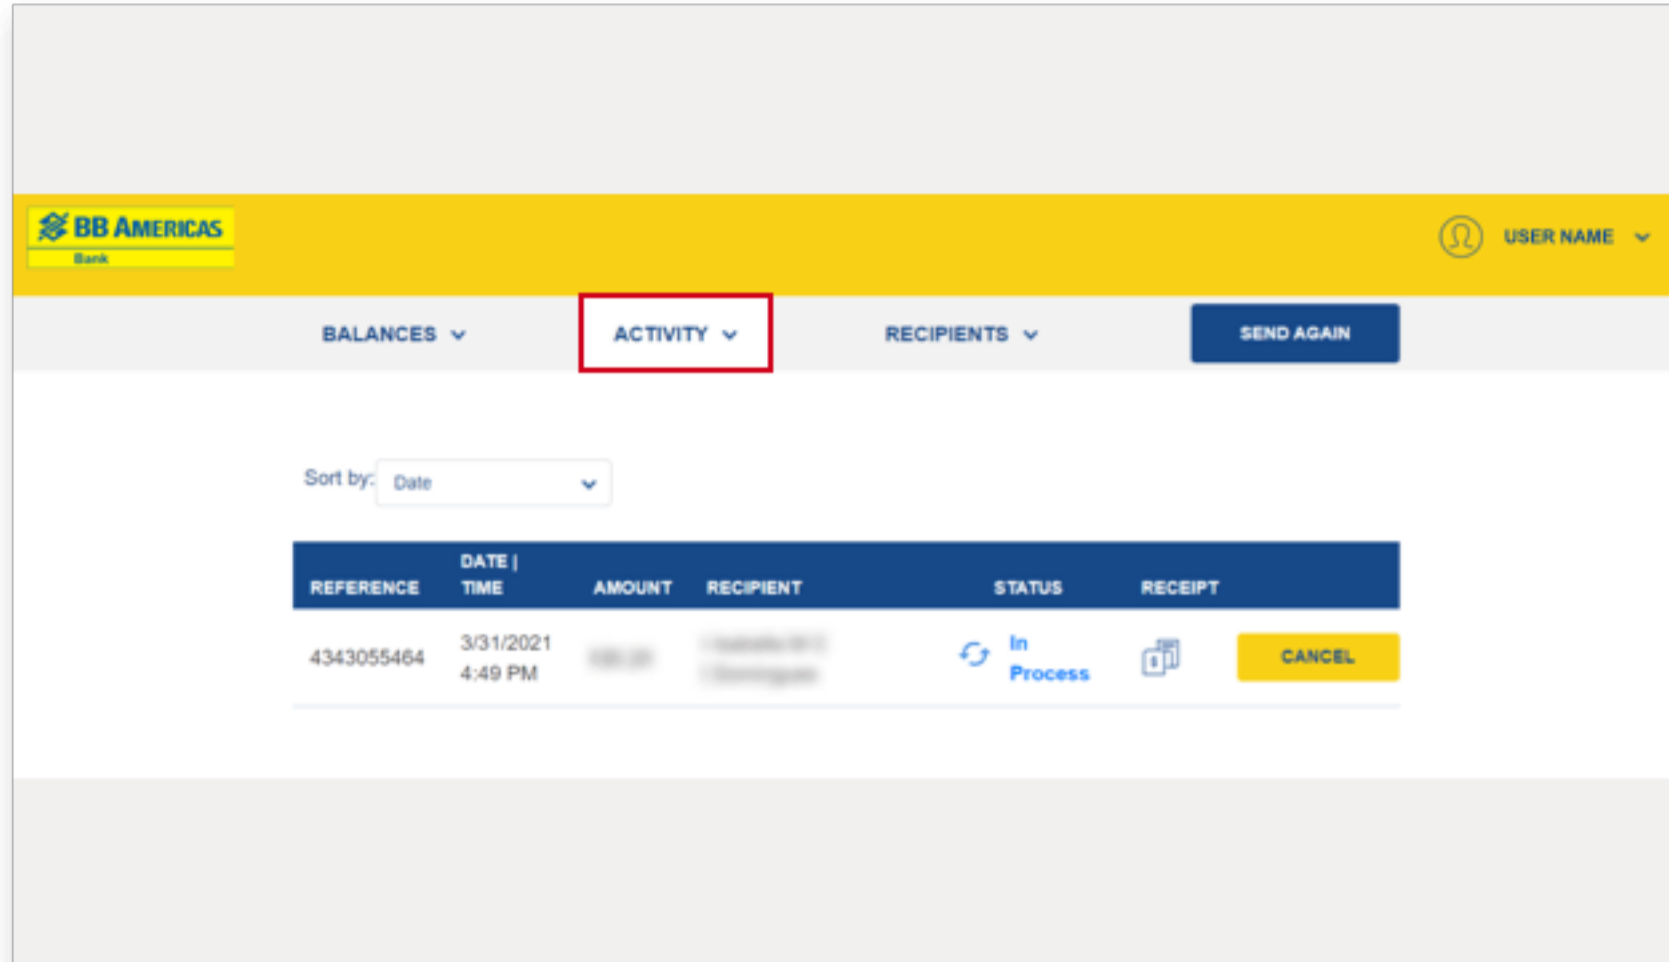 BB AMERICAS
Bank
USER NAME
BALANCES
ACTIVITY
RECIPIENTS
SEND AGAIN
Sort by: Date
REFERENCE
DATE |
TIME
AMOUNT
RECIPIENT
STATUS
RECEIPT
4343055464
3/31/2021
4:49 PM
In
Process
$
CANCEL